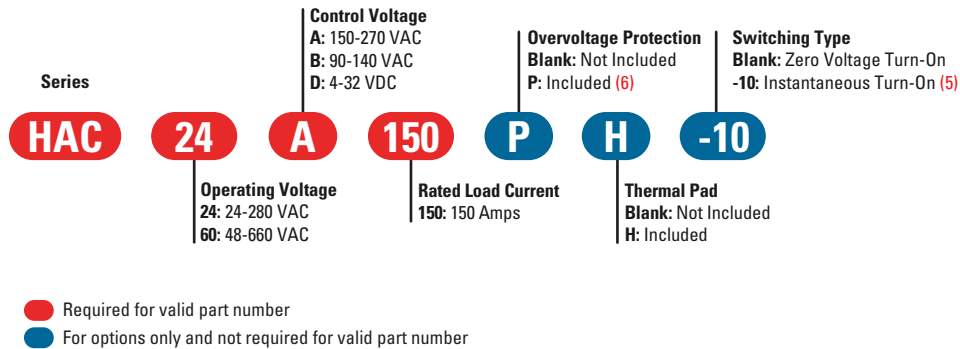 Control Voltage
A: 150-270 VAC
B: 90-140 VAC
D: 4-32 VDC
Overvoltage Protection
Blank: Not Included
P: Included (6)
Switching Type
Blank: Zero Voltage Turn-On
-10: Instantaneous Turn-On (5)
Series
HAC 24 A 150 P H -10
Operating Voltage
24: 24-280 VAC
60: 48-660 VAC
Rated Load Current
150: 150 Amps
Thermal Pad
Blank: Not Included
H: Included
Required for valid part number
For options only and not required for valid part number